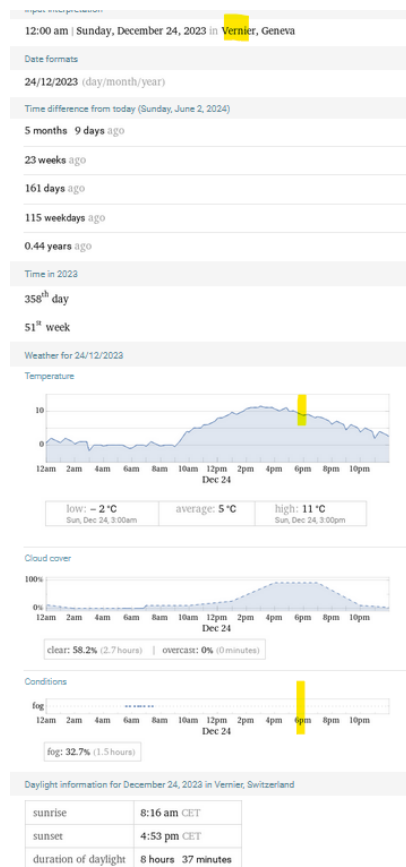 Input interpretation
12:00 am | Sunday, December 24, 2023 in Vernier, Geneva
Date formats
24/12/2023 (day/month/year)
Time difference from today (Sunday, June 2, 2024)
5 months 9 days ago
23 weeks ago
161 days ago
115 weekdays ago
0.44 years ago
Time in 2023
358th day
51st week
Weather for 24/12/2023
Temperature
10
0
12am 2am 4am 6am 8am 10am 12pm 2pm 4pm 6pm 8pm 10pm
Dec 24
low: – 2 °C average: 5 °C high: 11 °C
Sun, Dec 24, 3:00am Sun, Dec 24, 3:00pm
Cloud cover
100%
0%
12am 2am 4am 6am 8am 10am 12pm 2pm 4pm 6pm 8pm 10pm
Dec 24
clear: 58.2% (2.7 hours) | overcast: 0% (0 minutes)
Conditions
fog
12am 2am 4am 6am 8am 10am 12pm 2pm 4pm 6pm 8pm 10pm
Dec 24
fog: 32.7% (1.5 hours)
Daylight information for December 24, 2023 in Vernier, Switzerland
sunrise 8:16 am CET
sunset 4:53 pm CET
duration of daylight 8 hours 37 minutes